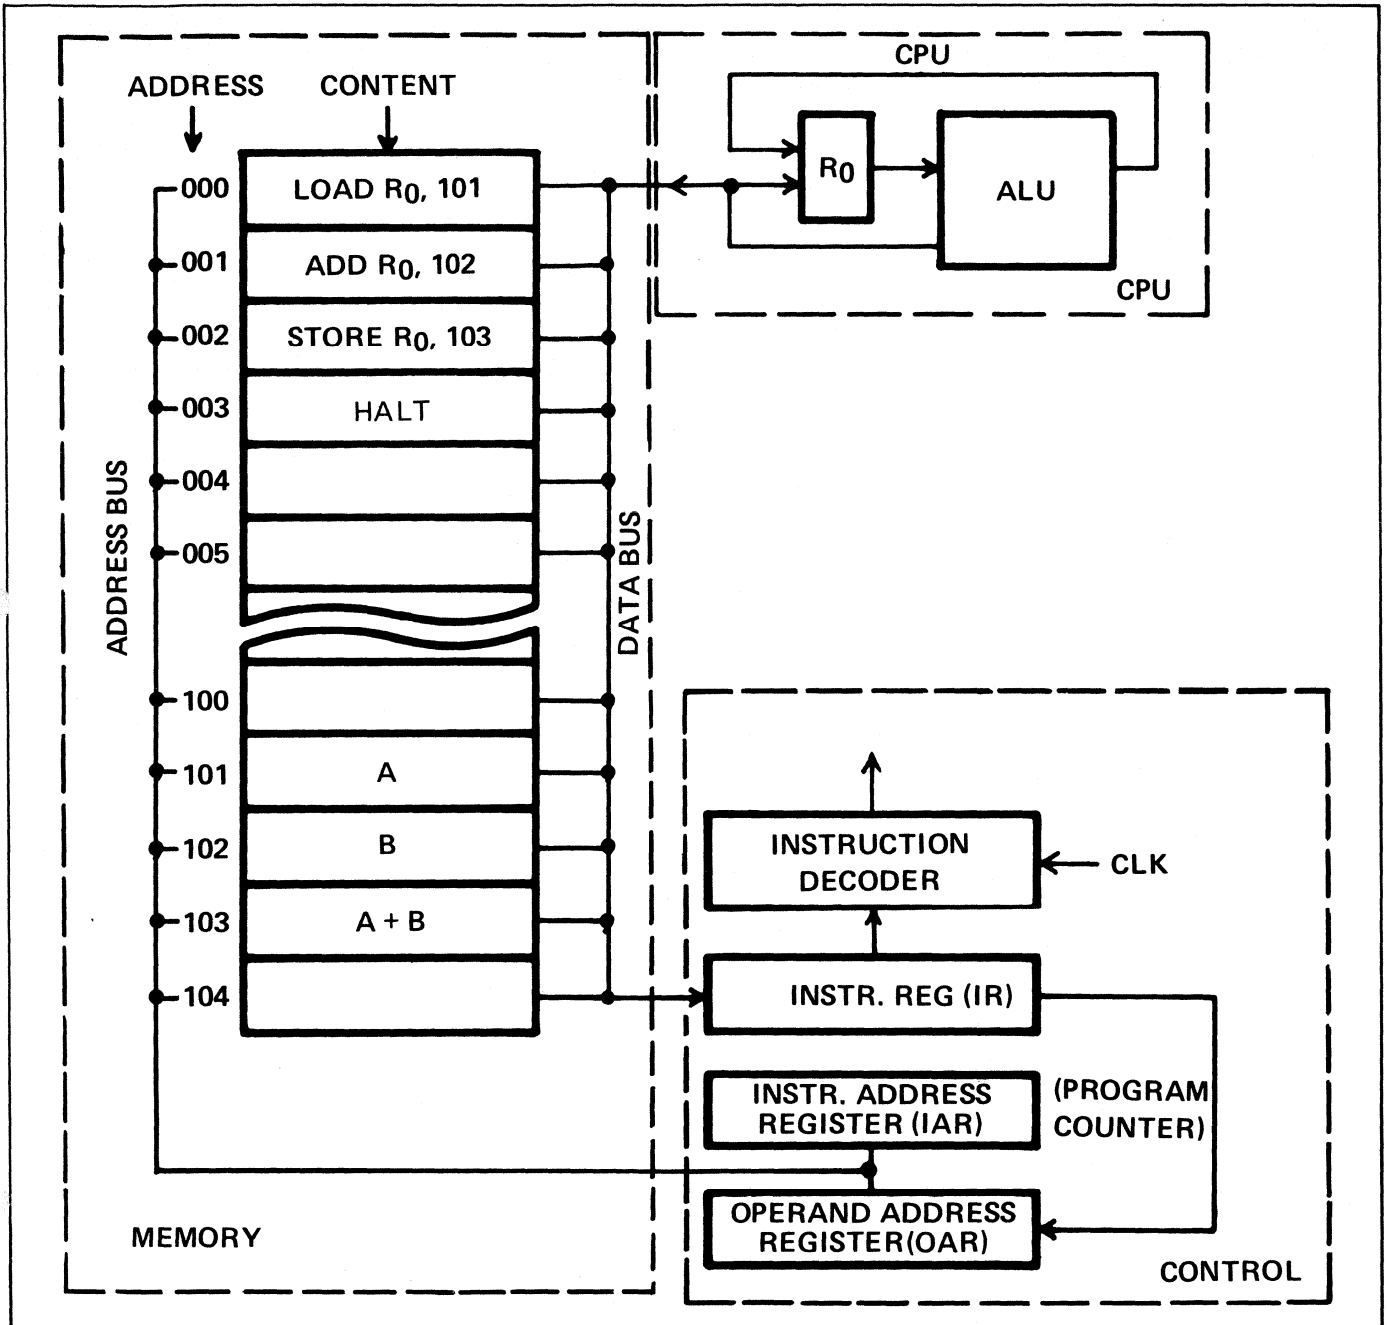 ADDRESS CONTENT
000 LOAD R0, 101
001 ADD R0, 102
002 STORE R0, 103
003 HALT
004
005
100
101 A
102 B
103 A + B
104
ADDRESS BUS
DATA BUS
MEMORY
CPU
R0
ALU
CPU
INSTRUCTION
DECODER
CLK
INSTR. REG (IR)
INSTR. ADDRESS
REGISTER (IAR)
(PROGRAM
COUNTER)
OPERAND ADDRESS
REGISTER (OAR)
CONTROL